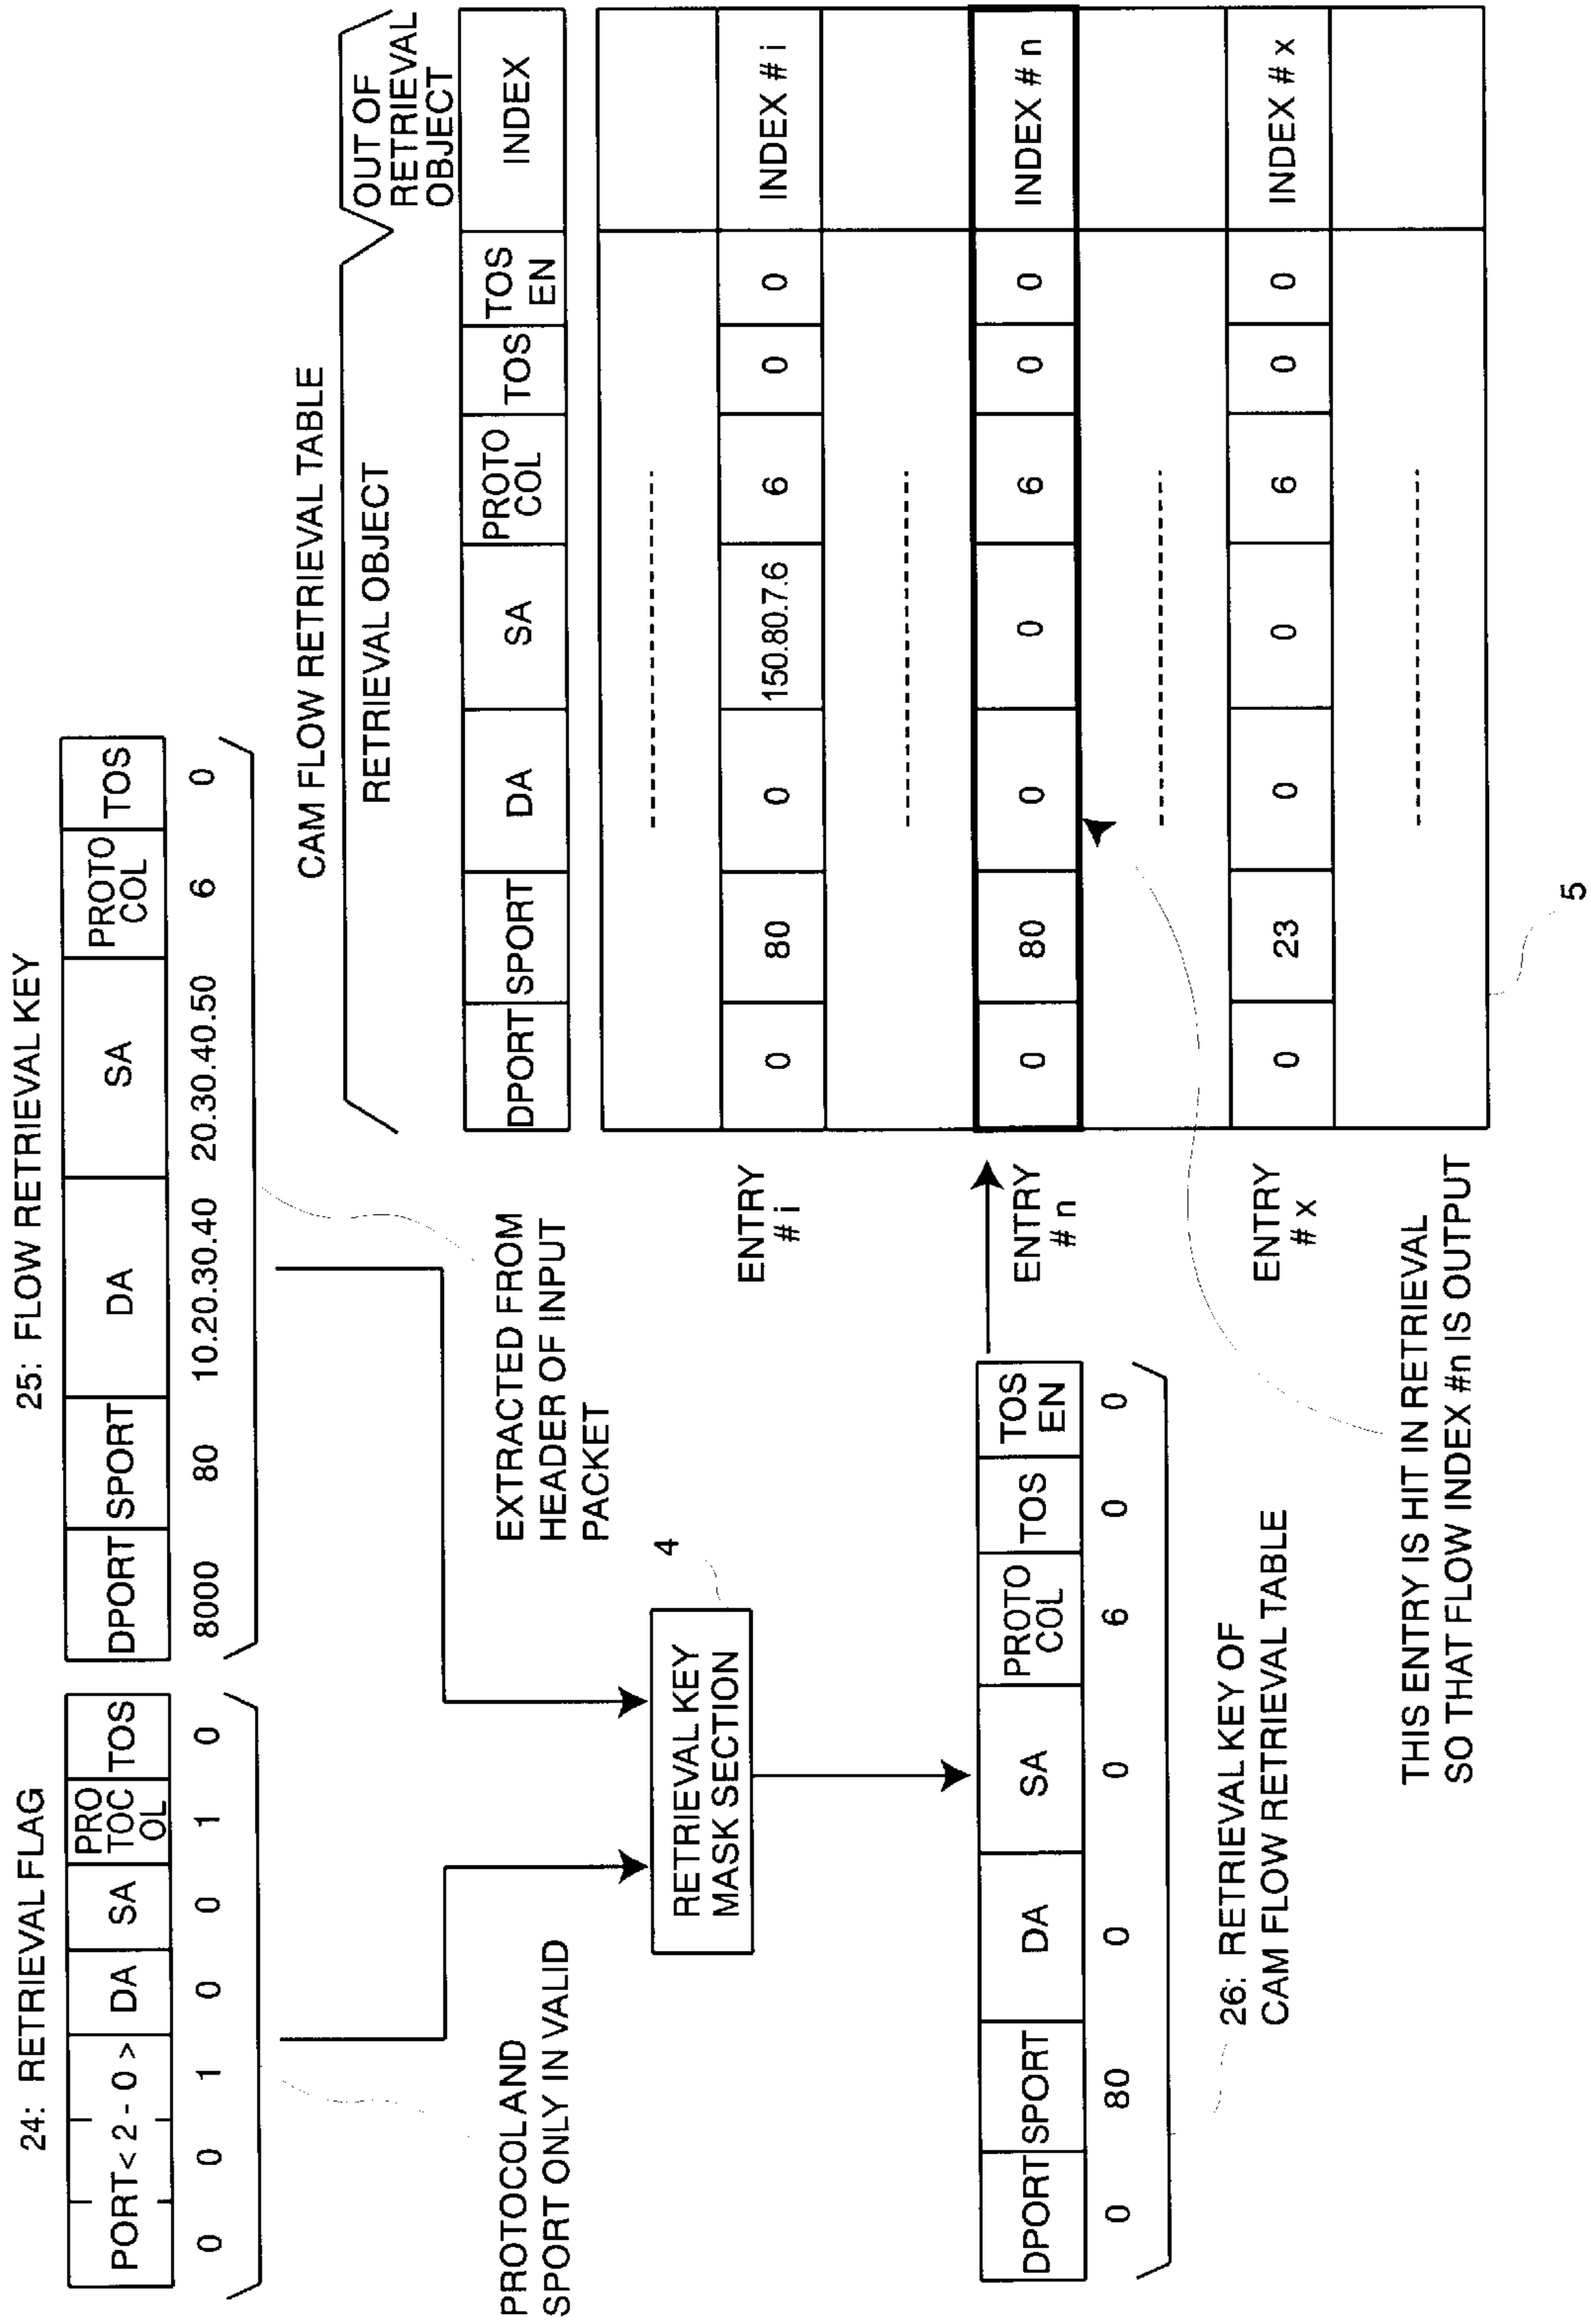 24: RETRIEVAL FLAG
PORT< 2 - 0 > DA SA PRO TOC OL TOS
0 0 1 0 0 1 0
25: FLOW RETRIEVAL KEY
DPORT SPORT DA SA PROTO COL TOS
8000 80 10.20.30.40 20.30.40.50 6 0
PROTOCOL AND
SPORT ONLY IN VALID
EXTRACTED FROM
HEADER OF INPUT
PACKET
4
RETRIEVAL KEY
MASK SECTION
DPORT SPORT DA SA PROTO COL TOS TOS EN
0 80 0 0 6 0 0
26: RETRIEVAL KEY OF
CAM FLOW RETRIEVAL TABLE
CAM FLOW RETRIEVAL TABLE
RETRIEVAL OBJECT
OUT OF
RETRIEVAL
OBJECT
DPORT SPORT DA SA PROTO COL TOS TOS EN INDEX
ENTRY
# i
0 80 0 150.80.7.6 6 0 0 INDEX # i
ENTRY
# n
0 80 0 0 6 0 0 INDEX # n
ENTRY
# x
0 23 0 0 6 0 0 INDEX # x
5
THIS ENTRY IS HIT IN RETRIEVAL
SO THAT FLOW INDEX #n IS OUTPUT